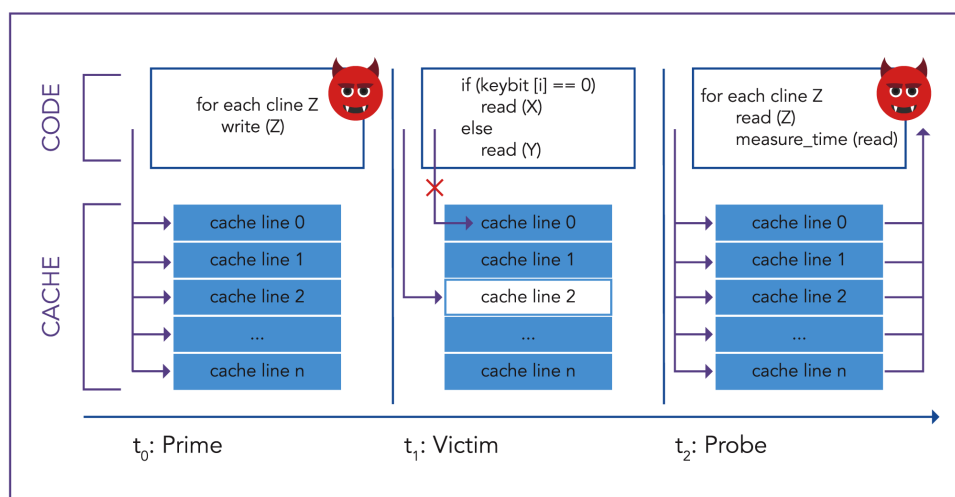 CODE
for each cline Z
write (Z)
if (keybit [i] == 0)
read (X)
else
read (Y)
for each cline Z
read (Z)
measure_time (read)
CACHE
cache line 0
cache line 1
cache line 2
...
cache line n
cache line 0
cache line 1
cache line 2
...
cache line n
cache line 0
cache line 1
cache line 2
...
cache line n
t0: Prime
t1: Victim
t2: Probe